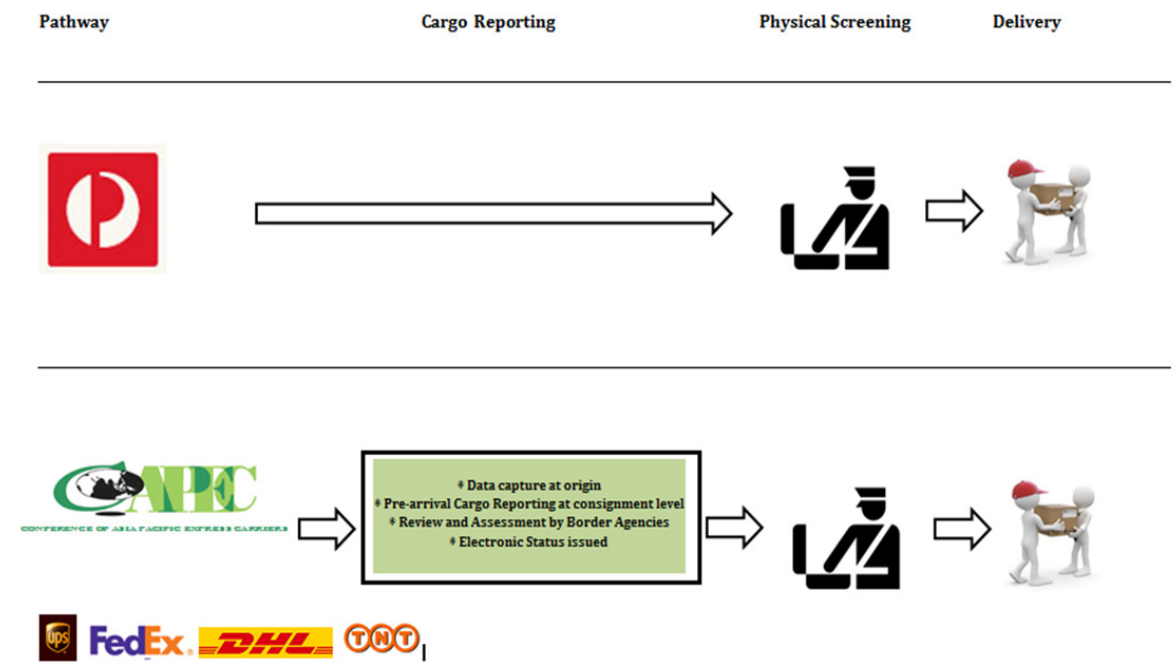 Pathway Cargo Reporting Physical Screening Delivery
CAPEC
CONFERENCE OF ASIA PACIFIC EXPRESS CARRIERS
* Data capture at origin
* Pre-arrival Cargo Reporting at consignment level
* Review and Assessment by Border Agencies
* Electronic Status issued
ups FedEx. DHL TNT